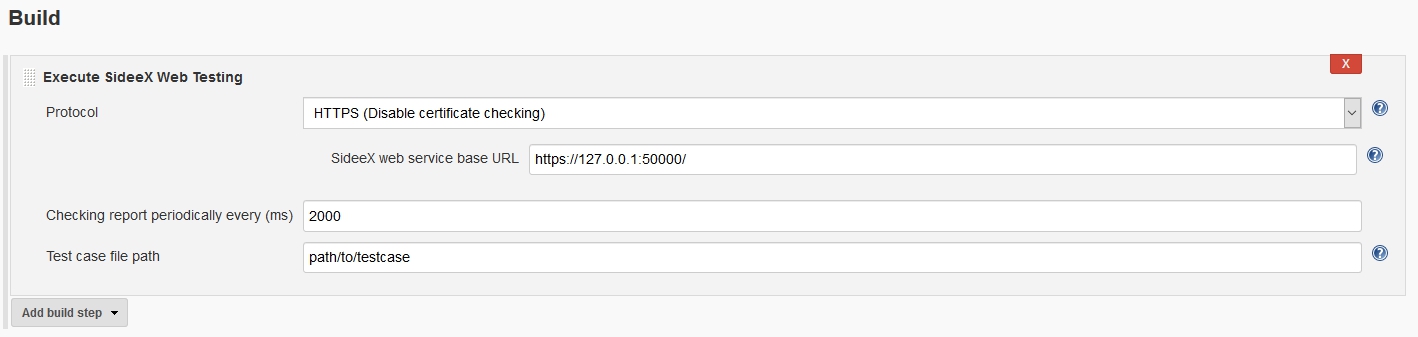 Build
Execute SideeX Web Testing
X
Protocol
HTTPS (Disable certificate checking)
?
SideeX web service base URL
https://127.0.0.1:50000/
?
Checking report periodically every (ms)
2000
Test case file path
path/to/testcase
?
Add build step